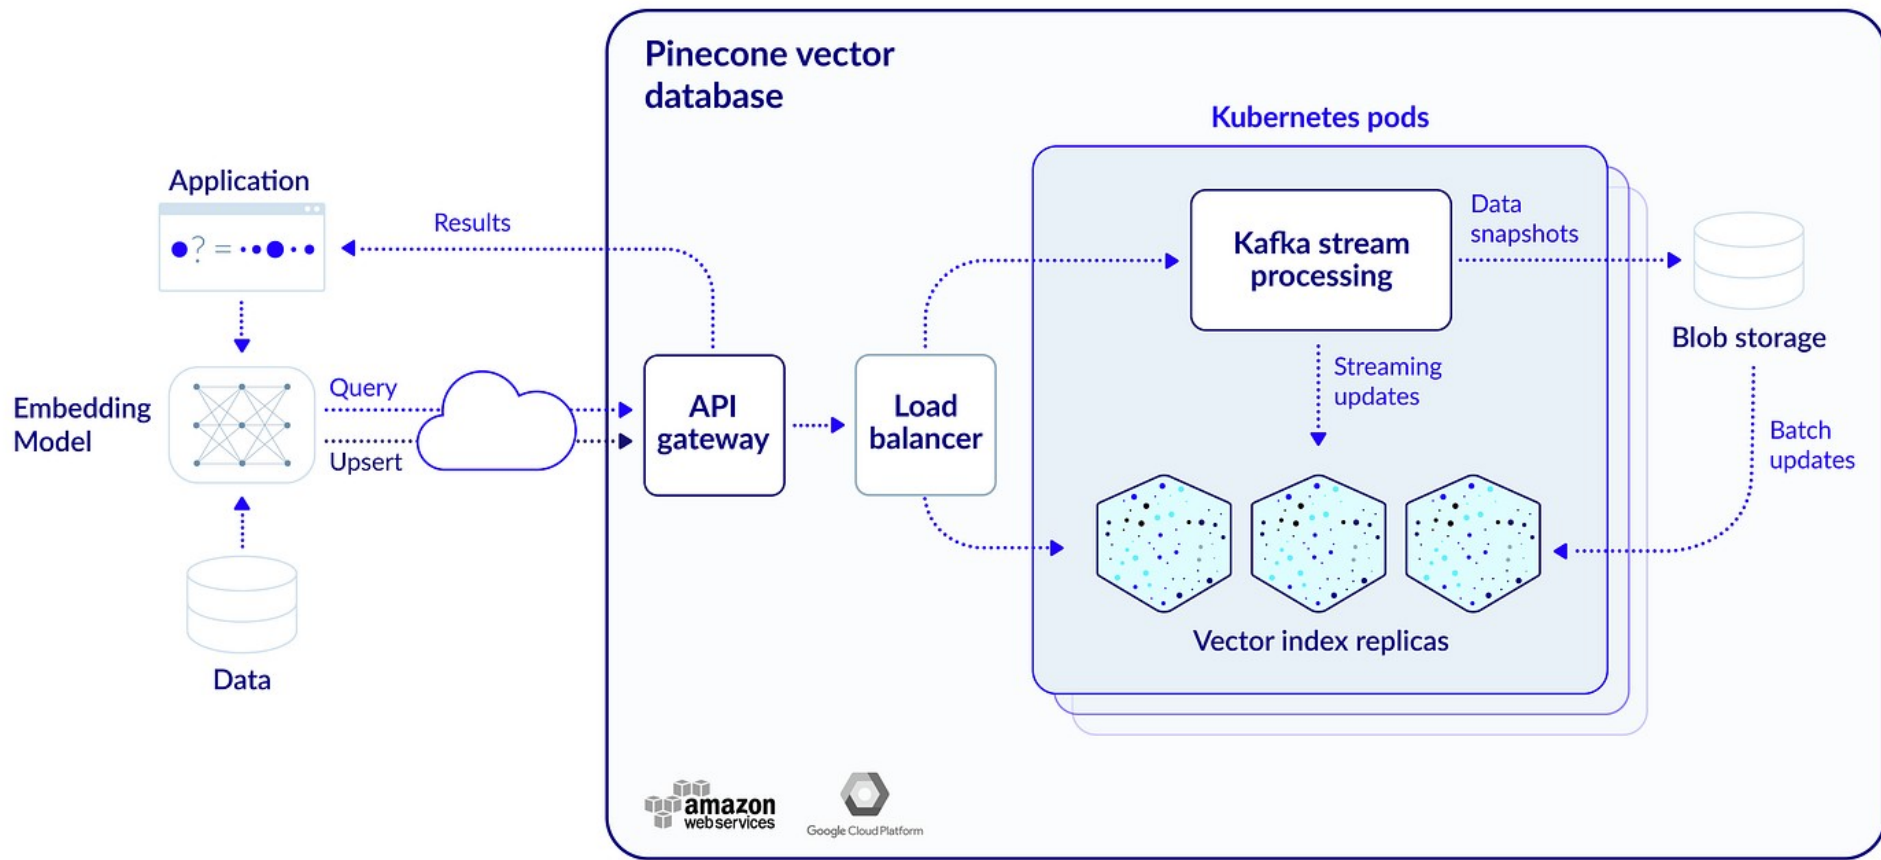 Pinecone vector
database
Kubernetes pods
Application
? =
Results
Data
snapshots
Kafka stream
processing
Blob storage
Streaming
updates
Embedding
Model
Query
Upsert
API
gateway
Load
balancer
Batch
updates
Vector index replicas
Data
amazon
webservices
Google Cloud Platform